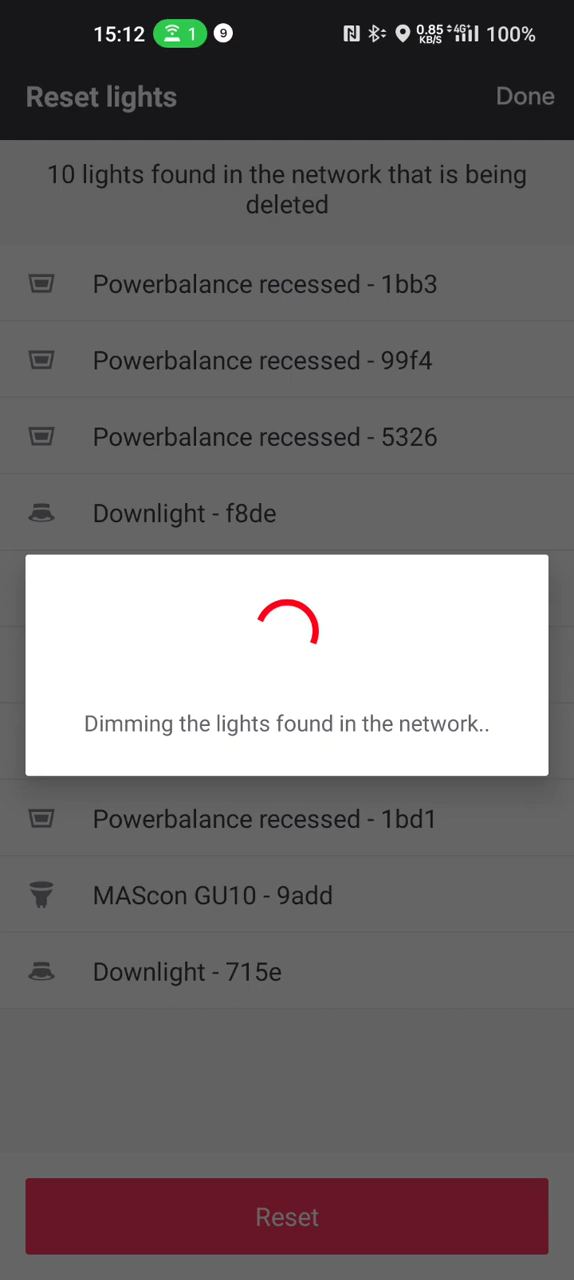 15:12 1 9 0.85 KB/S 4G+ 100%
Reset lights Done
10 lights found in the network that is being
deleted
Powerbalance recessed - 1bb3
Powerbalance recessed - 99f4
Powerbalance recessed - 5326
Downlight - f8de
Dimming the lights found in the network..
Powerbalance recessed - 1bd1
MAScon GU10 - 9add
Downlight - 715e
Reset